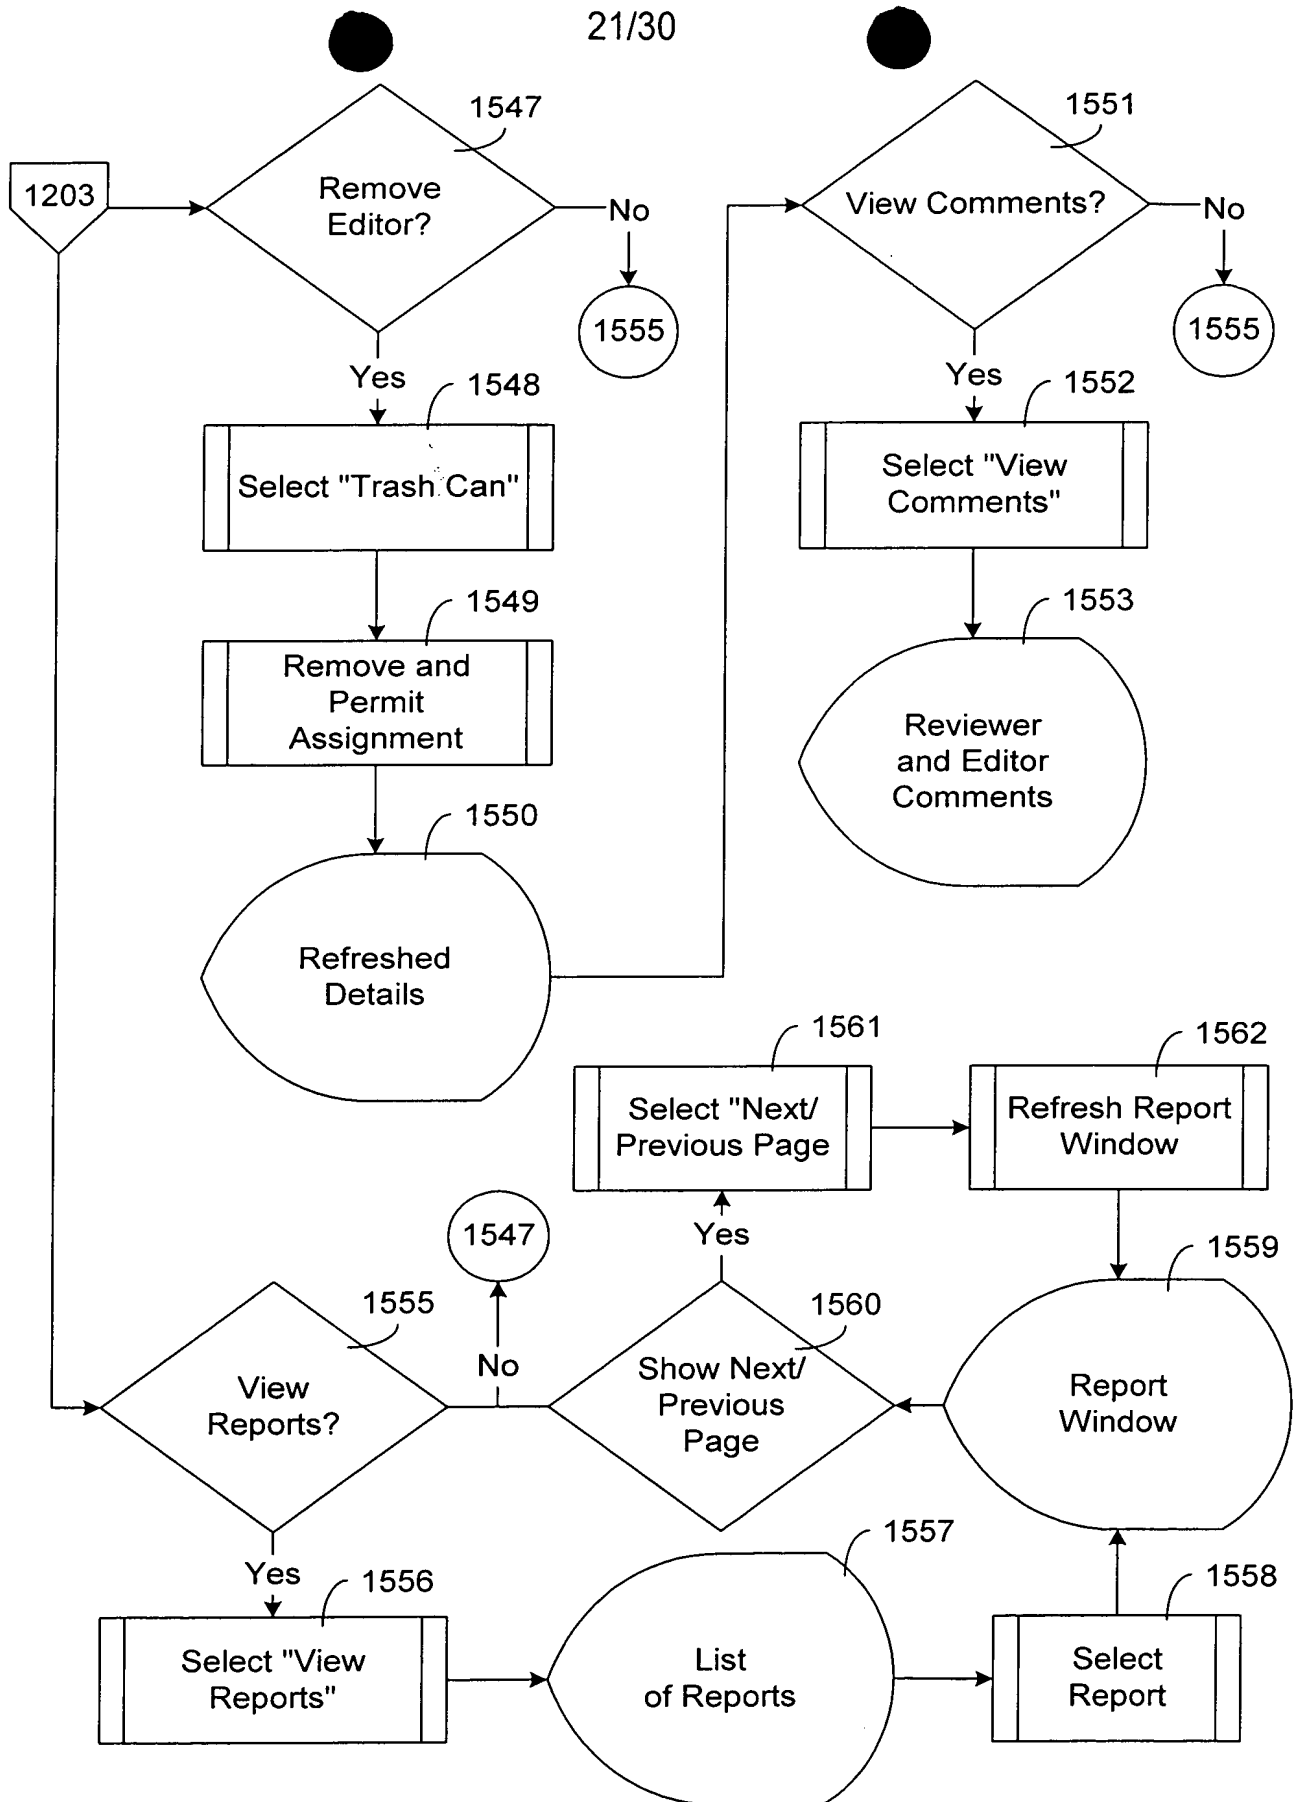 21/30
1203
1547
Remove
Editor?
No
1555
Yes
1548
Select "Trash Can"
1549
Remove and
Permit
Assignment
1550
Refreshed
Details
1551
View Comments?
No
1555
Yes
1552
Select "View
Comments"
1553
Reviewer
and Editor
Comments
1561
Select "Next/
Previous Page
1562
Refresh Report
Window
1547
Yes
1559
1555
View
Reports?
No
1560
Show Next/
Previous
Page
Report
Window
Yes
1556
Select "View
Reports"
1557
List
of Reports
1558
Select
Report